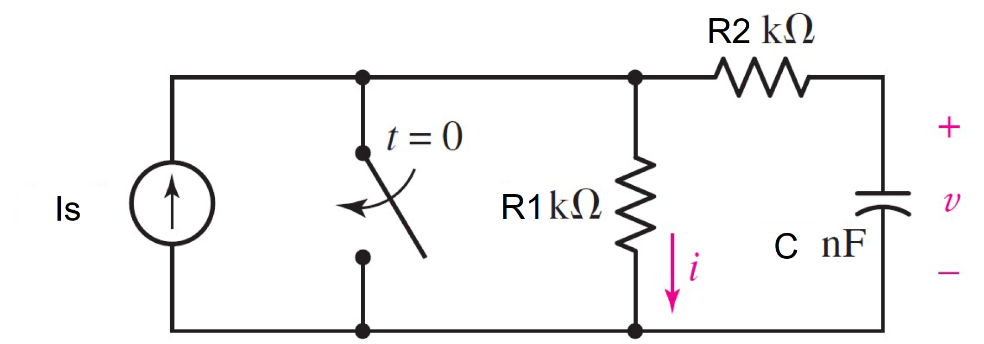 R2 kΩ
t = 0
+
Is
R1 kΩ
v
C nF
i
−